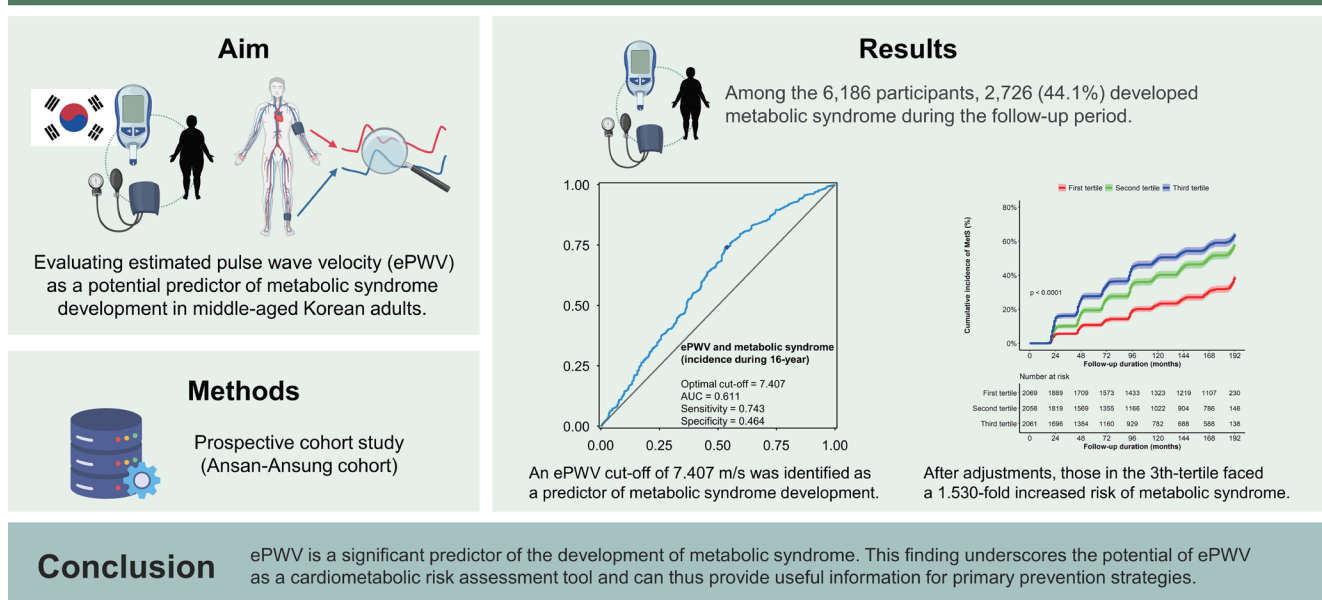 Aim
Evaluating estimated pulse wave velocity (ePWV)
as a potential predictor of metabolic syndrome
development in middle-aged Korean adults.
Methods
Prospective cohort study
(Ansan-Ansung cohort)
Results
Among the 6,186 participants, 2,726 (44.1%) developed
metabolic syndrome during the follow-up period.
1.00
0.75
0.50
0.25
0.00
0.00 0.25 0.50 0.75 1.00
ePWV and metabolic syndrome
(incidence during 16-year)
Optimal cut-off = 7.407
AUC = 0.611
Sensitivity = 0.743
Specificity = 0.464
An ePWV cut-off of 7.407 m/s was identified as
a predictor of metabolic syndrome development.
First tertile Second tertile Third tertile
Cumulative incidence of MetS (%)
80%
60%
40%
20%
0%
p < 0.0001
0 24 48 72 96 120 144 168 192
Follow-up duration (months)
Number at risk
First tertile 2069 1889 1709 1573 1433 1323 1219 1107 230
Second tertile 2056 1819 1569 1355 1166 1022 904 786 146
Third tertile 2061 1696 1384 1160 929 782 688 588 138
0 24 48 72 96 120 144 168 192
Follow-up duration (months)
After adjustments, those in the 3th-tertile faced
a 1.530-fold increased risk of metabolic syndrome.
Conclusion
ePWV is a significant predictor of the development of metabolic syndrome. This finding underscores the potential of ePWV
as a cardiometabolic risk assessment tool and can thus provide useful information for primary prevention strategies.